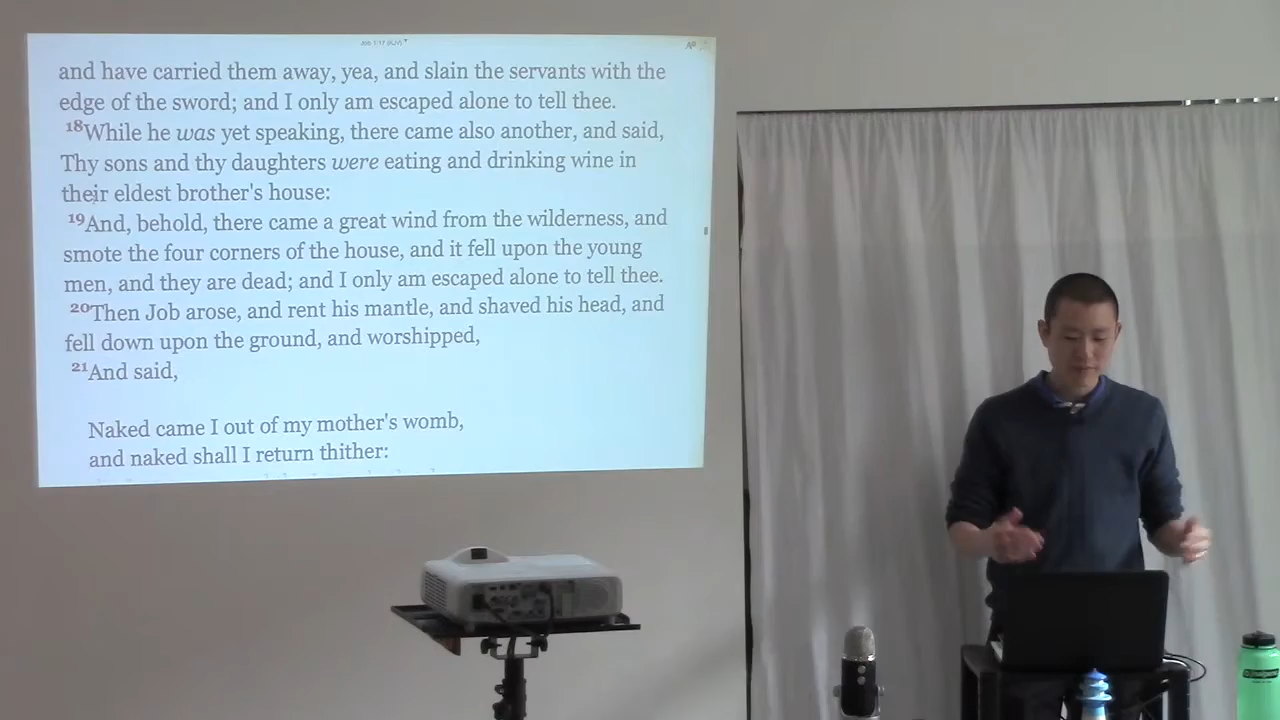 Job 1:17 (KJV)
and have carried them away, yea, and slain the servants with the
edge of the sword; and I only am escaped alone to tell thee.
18While he was yet speaking, there came also another, and said,
Thy sons and thy daughters were eating and drinking wine in
their eldest brother's house:
19And, behold, there came a great wind from the wilderness, and
smote the four corners of the house, and it fell upon the young
men, and they are dead; and I only am escaped alone to tell thee.
20Then Job arose, and rent his mantle, and shaved his head, and
fell down upon the ground, and worshipped,
21And said,
Naked came I out of my mother's womb,
and naked shall I return thither: